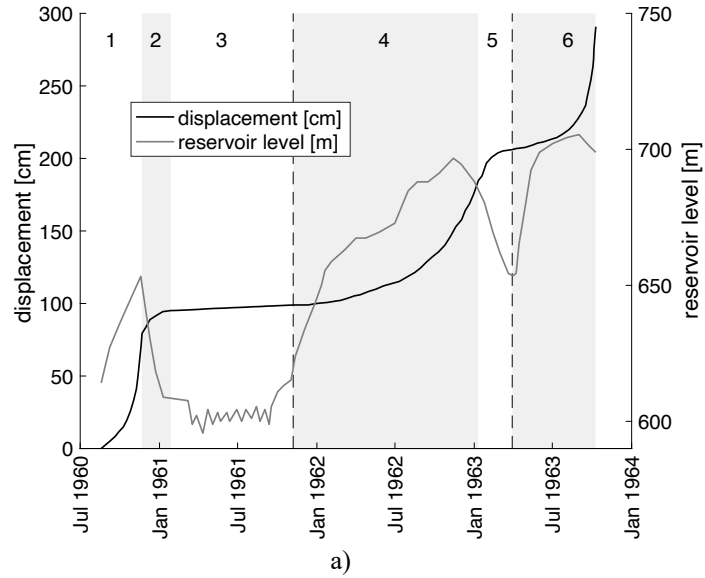 300
250
200
150
100
50
0
displacement [cm]
1 2 3 4 5 6
displacement [cm]
reservoir level [m]
750
700
650
600
reservoir level [m]
Jul 1960
Jan 1961
Jul 1961
Jan 1962
Jul 1962
Jan 1963
Jul 1963
Jan 1964
a)